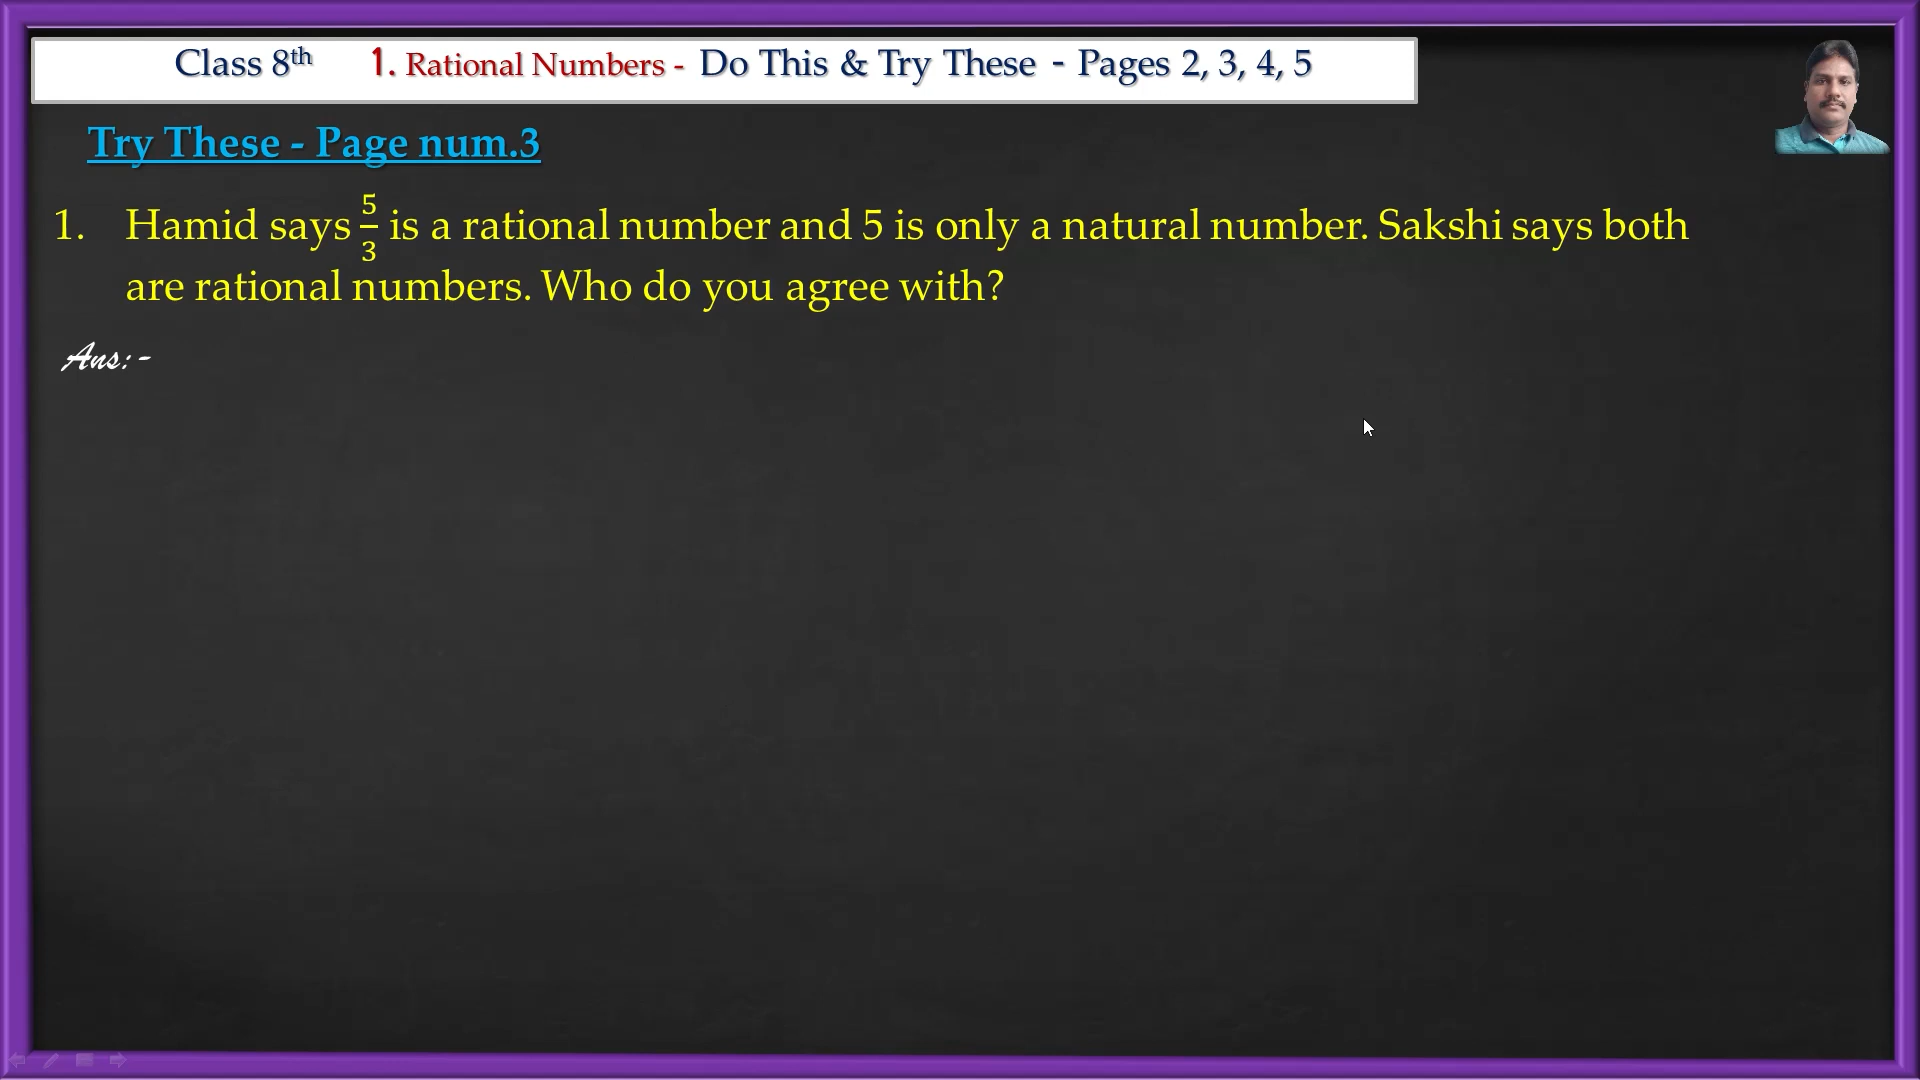 Class 8th 1. Rational Numbers - Do This & Try These - Pages 2, 3, 4, 5
Try These - Page num.3
1. Hamid says 5/3 is a rational number and 5 is only a natural number. Sakshi says both
are rational numbers. Who do you agree with?
Ans:-